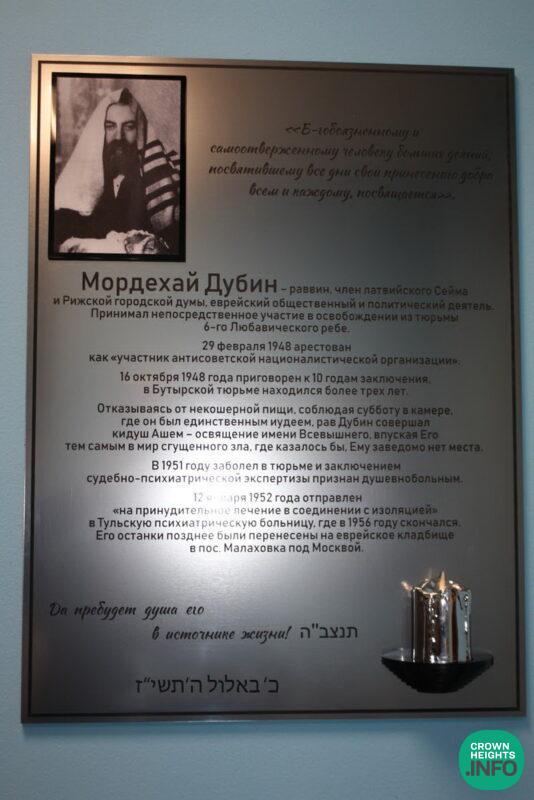 «Б-гобоязненному и
самоотверженному человеку больших деяний,
посвятившему все дни свои принесению добра
всем и каждому, посвящается».
Мордехай Дубин – раввин, член латвийского Сейма
и Рижской городской думы, еврейский общественный и политический деятель.
Принимал непосредственное участие в освобождении из тюрьмы
6-го Любавического ребе.
29 февраля 1948 арестован
как «участник антисоветской националистической организации».
16 октября 1948 года приговорен к 10 годам заключения,
в Бутырской тюрьме находился более трех лет.
Отказываясь от некошерной пищи, соблюдая субботу в камере,
где он был единственным иудеем, рав Дубин совершал
кидуш Ашем – освящение имени Всевышнего, впуская Его
тем самым в мир сгущенного зла, где казалось бы, Ему заведомо нет места.
В 1951 году заболел в тюрьме и заключением
судебно-психиатрической экспертизы признан душевнобольным.
12 января 1952 года отправлен
«на принудительное лечение в соединении с изоляцией»
в Тульскую психиатрическую больницу, где в 1956 году скончался.
Его останки позднее были перенесены на еврейское кладбище
в пос. Малаховка под Москвой.
Да пребудет душа его
в источнике жизни! תנצב"ה
כ' באלול ה'תשי"ז
CROWN
HEIGHTS
.INFO